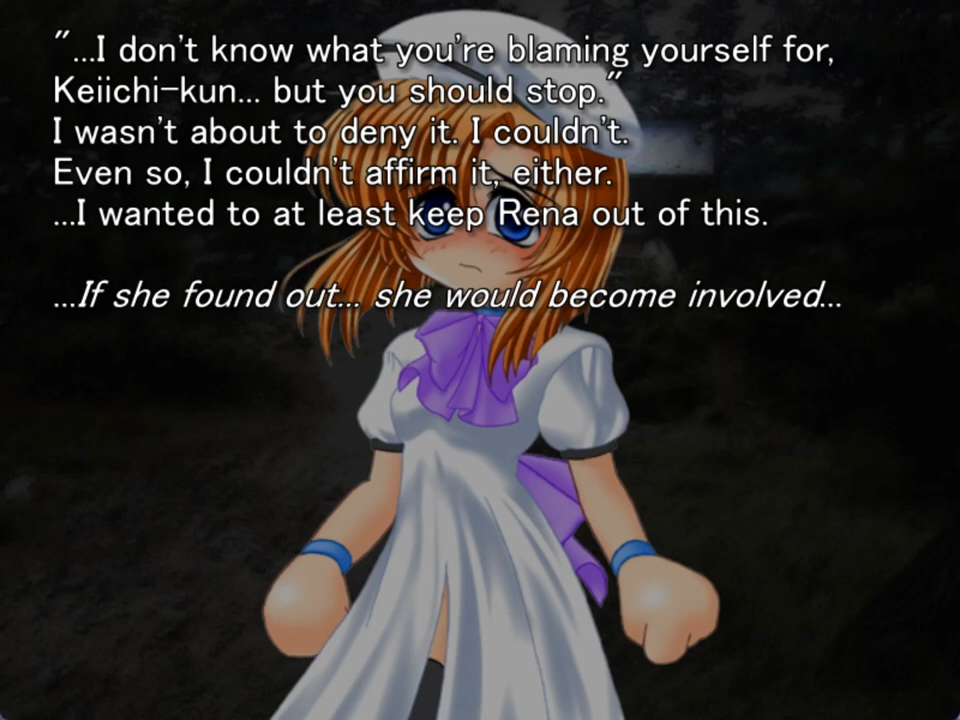 "...I don't know what you're blaming yourself for,
Keiichi-kun... but you should stop."
I wasn't about to deny it. I couldn't.
Even so, I couldn't affirm it, either.
...I wanted to at least keep Rena out of this.
...If she found out... she would become involved...